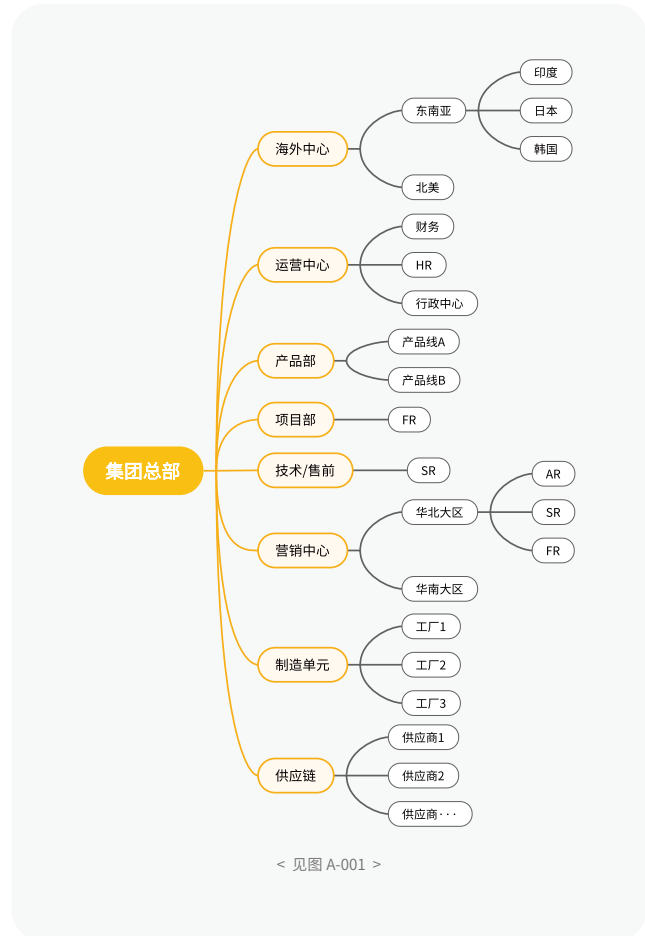 集团总部
海外中心
东南亚
印度
日本
韩国
北美
运营中心
财务
HR
行政中心
产品部
产品线A
产品线B
项目部
FR
技术/售前
SR
营销中心
华北大区
AR
SR
FR
华南大区
制造单元
工厂1
工厂2
工厂3
供应链
供应商1
供应商2
供应商···
< 见图 A-001 >